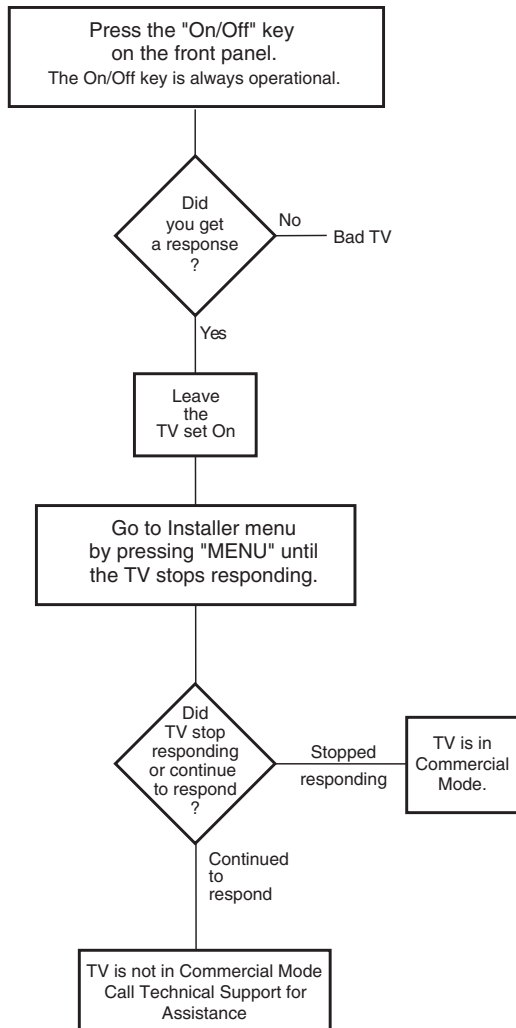 Press the "On/Off" key
on the front panel.
The On/Off key is always operational.
Did
you get
a response
?
No
Bad TV
Yes
Leave
the
TV set On
Go to Installer menu
by pressing "MENU" until
the TV stops responding.
Did
TV stop
responding
or continue
to respond
?
Stopped
responding
TV is in
Commercial
Mode.
Continued
to
respond
TV is not in Commercial Mode
Call Technical Support for
Assistance